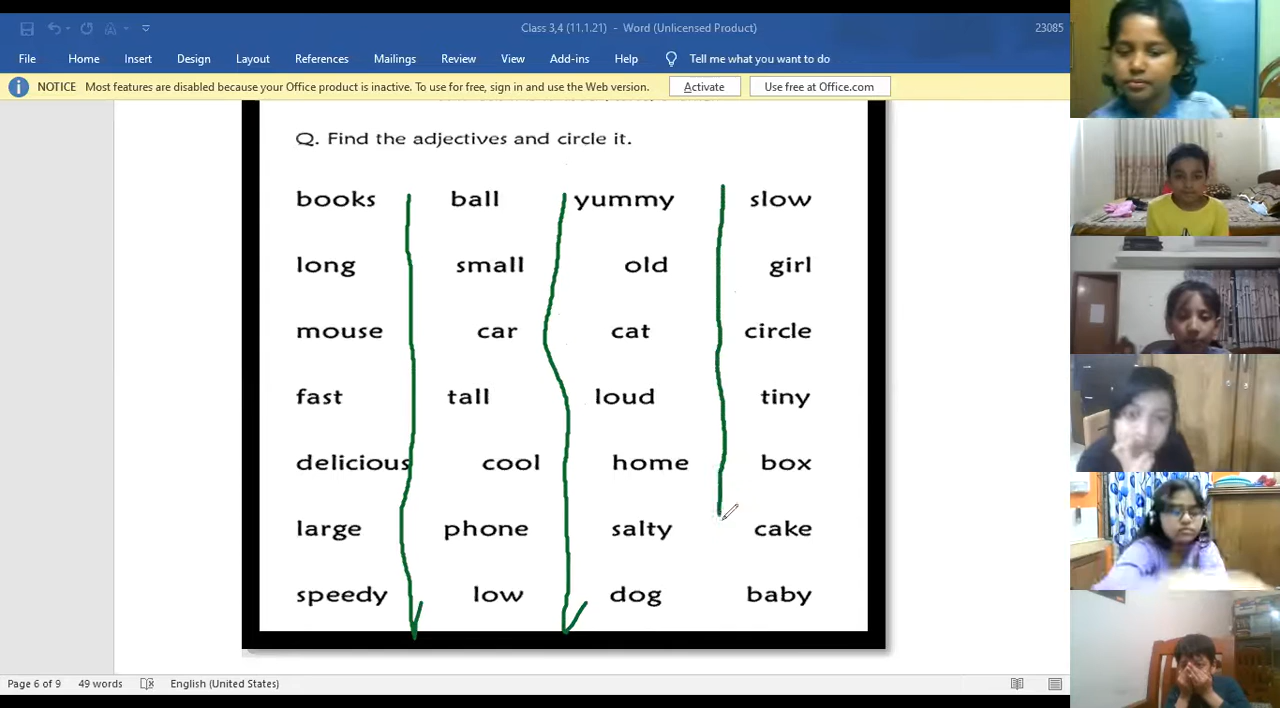 Class 3,4 (11.1.21) - Word (Unlicensed Product)
23085
File Home Insert Design Layout References Mailings Review View Add-ins Help Tell me what you want to do
NOTICE Most features are disabled because your Office product is inactive. To use for free, sign in and use the Web version. Activate Use free at Office.com
Q. Find the adjectives and circle it.
books ball yummy slow
long small old girl
mouse car cat circle
fast tall loud tiny
delicious cool home box
large phone salty cake
speedy low dog baby
Page 6 of 9 49 words English (United States)